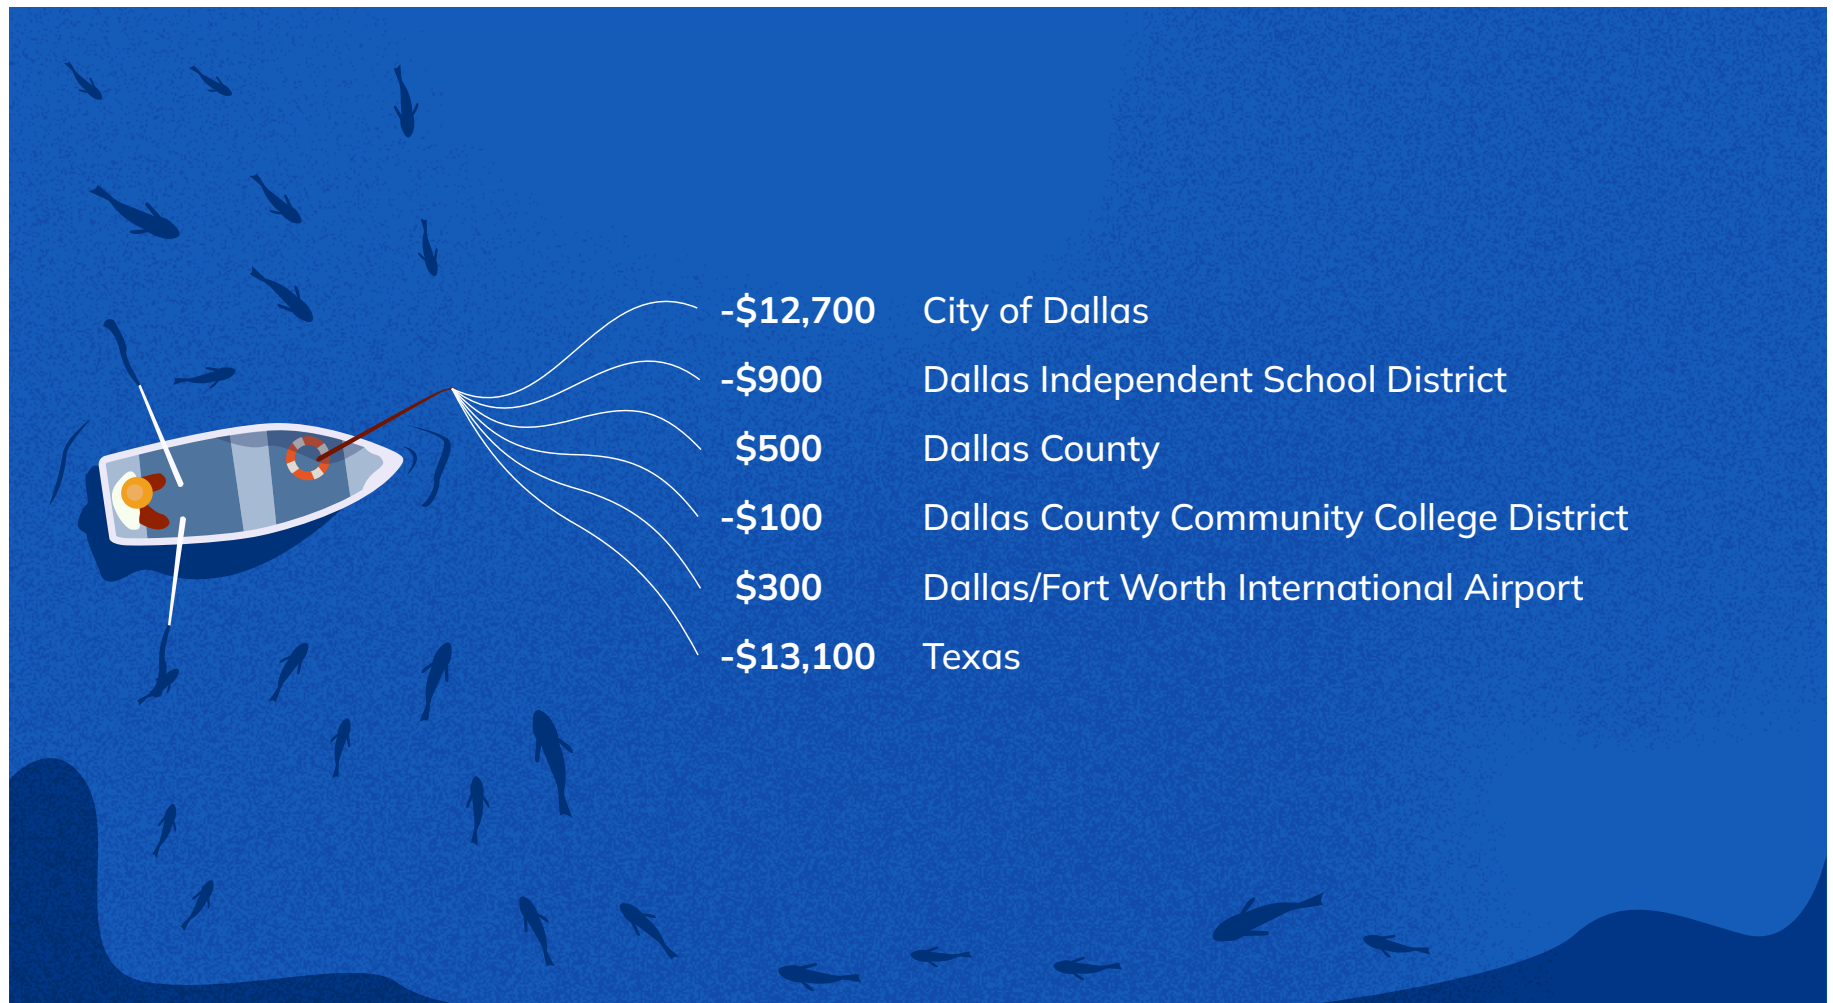 -$12,700 City of Dallas
-$900 Dallas Independent School District
$500 Dallas County
-$100 Dallas County Community College District
$300 Dallas/Fort Worth International Airport
-$13,100 Texas